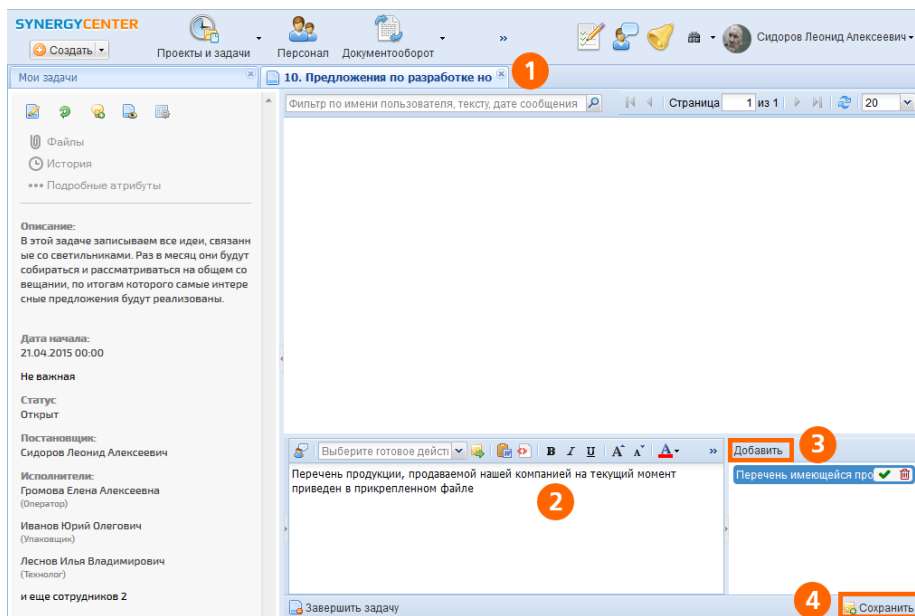 SYNERGYCENTER
Создать
Проекты и задачи
Персонал
Документооборот
»
Сидоров Леонид Алексеевич
Мои задачи
10. Предложения по разработке но
1
Фильтр по имени пользователя, тексту, дате сообщения
Страница 1 из 1
20
Файлы
История
Подробные атрибуты
Описание:
В этой задаче записываем все идеи, связанн
ые со светильниками. Раз в месяц они будут
собираться и рассматриваться на общем со
вещании, по итогам которого самые интере
сные предложения будут реализованы.
Дата начала:
21.04.2015 00:00
Не важная
Статус
Открыт
Постановщик:
Сидоров Леонид Алексеевич
Исполнители:
Громова Елена Алексеевна
(Оператор)
Иванов Юрий Олегович
(Упаковщик)
Леснов Илья Владимирович
(Технолог)
и еще сотрудников 2
Выберите готовое дейст
B I U A A A »
Перечень продукции, продаваемой нашей компанией на текущий момент
приведен в прикрепленном файле
2
Добавить
3
Перечень имеющейся про
Завершить задачу
4
Сохранить